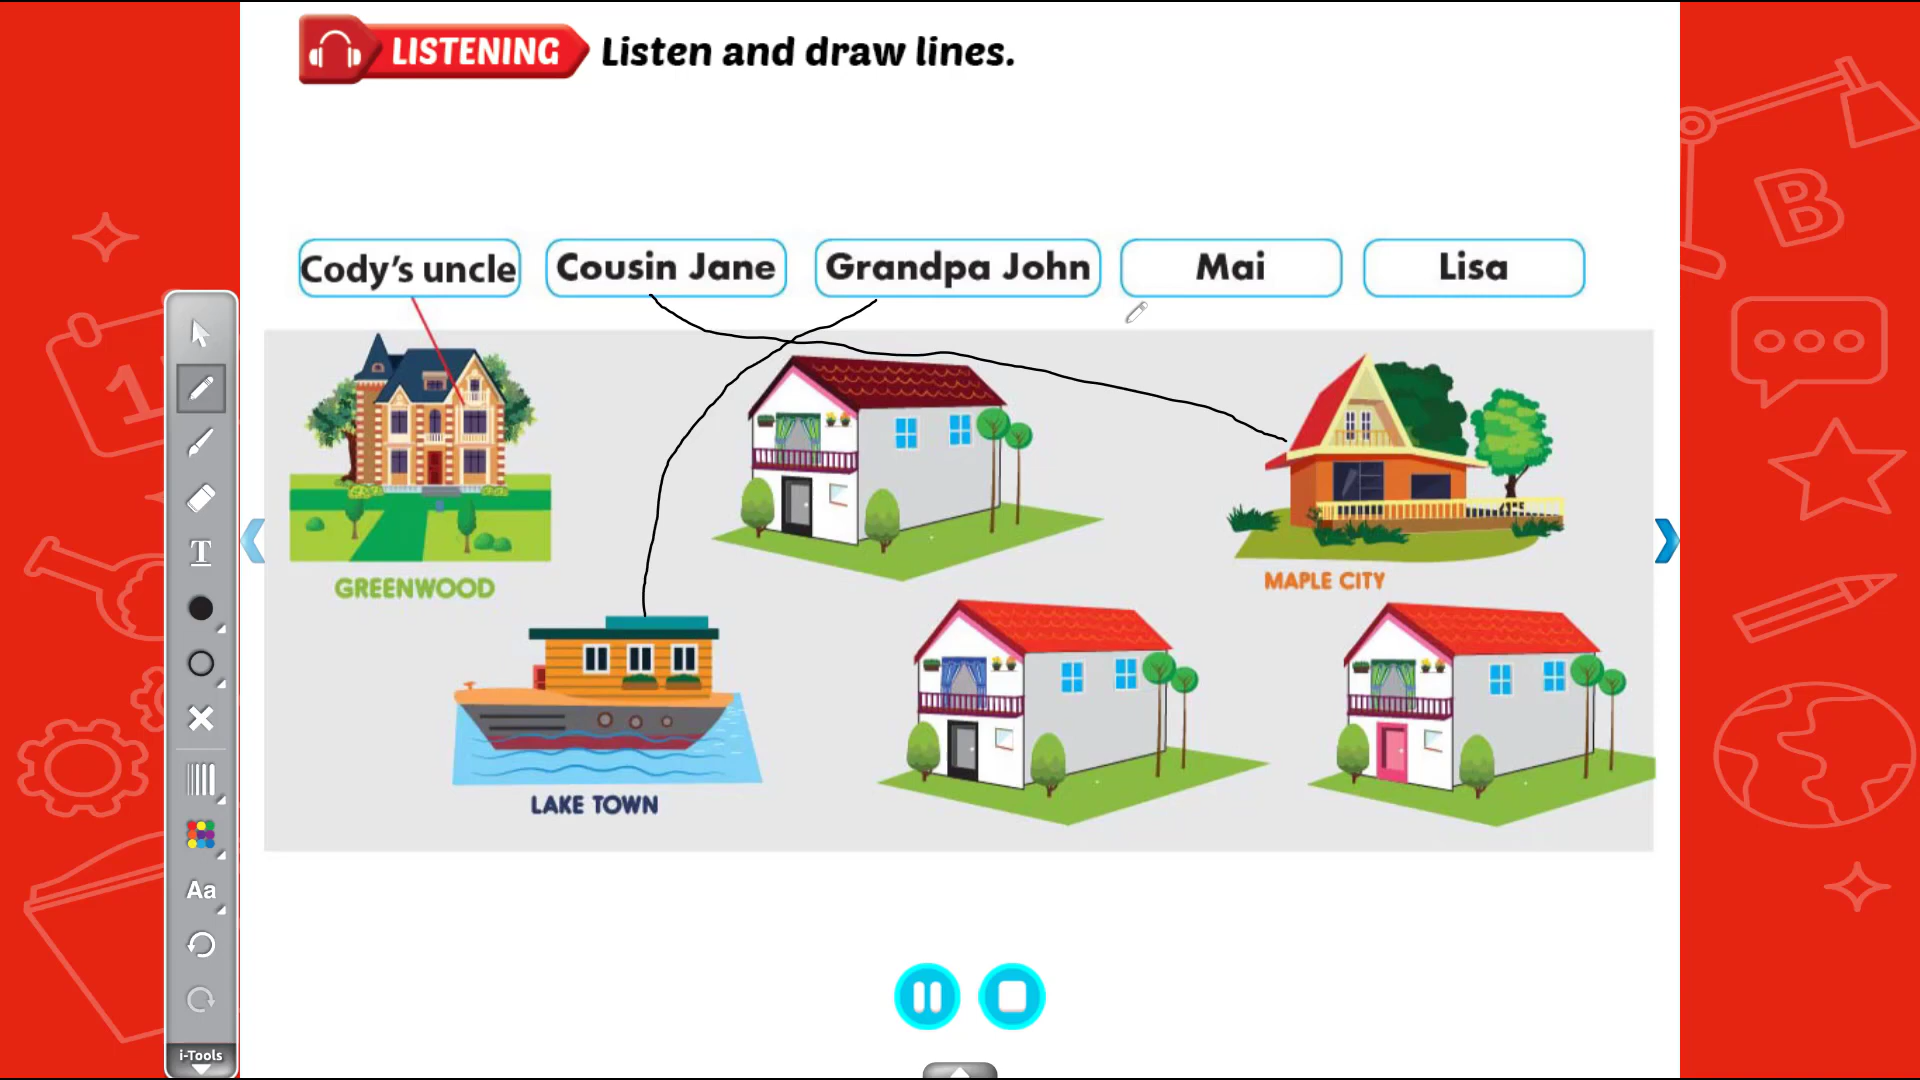 LISTENING Listen and draw lines.
Cody's uncle Cousin Jane Grandpa John Mai Lisa
GREENWOOD
MAPLE CITY
LAKE TOWN
T
Aa
i-Tools
1
B